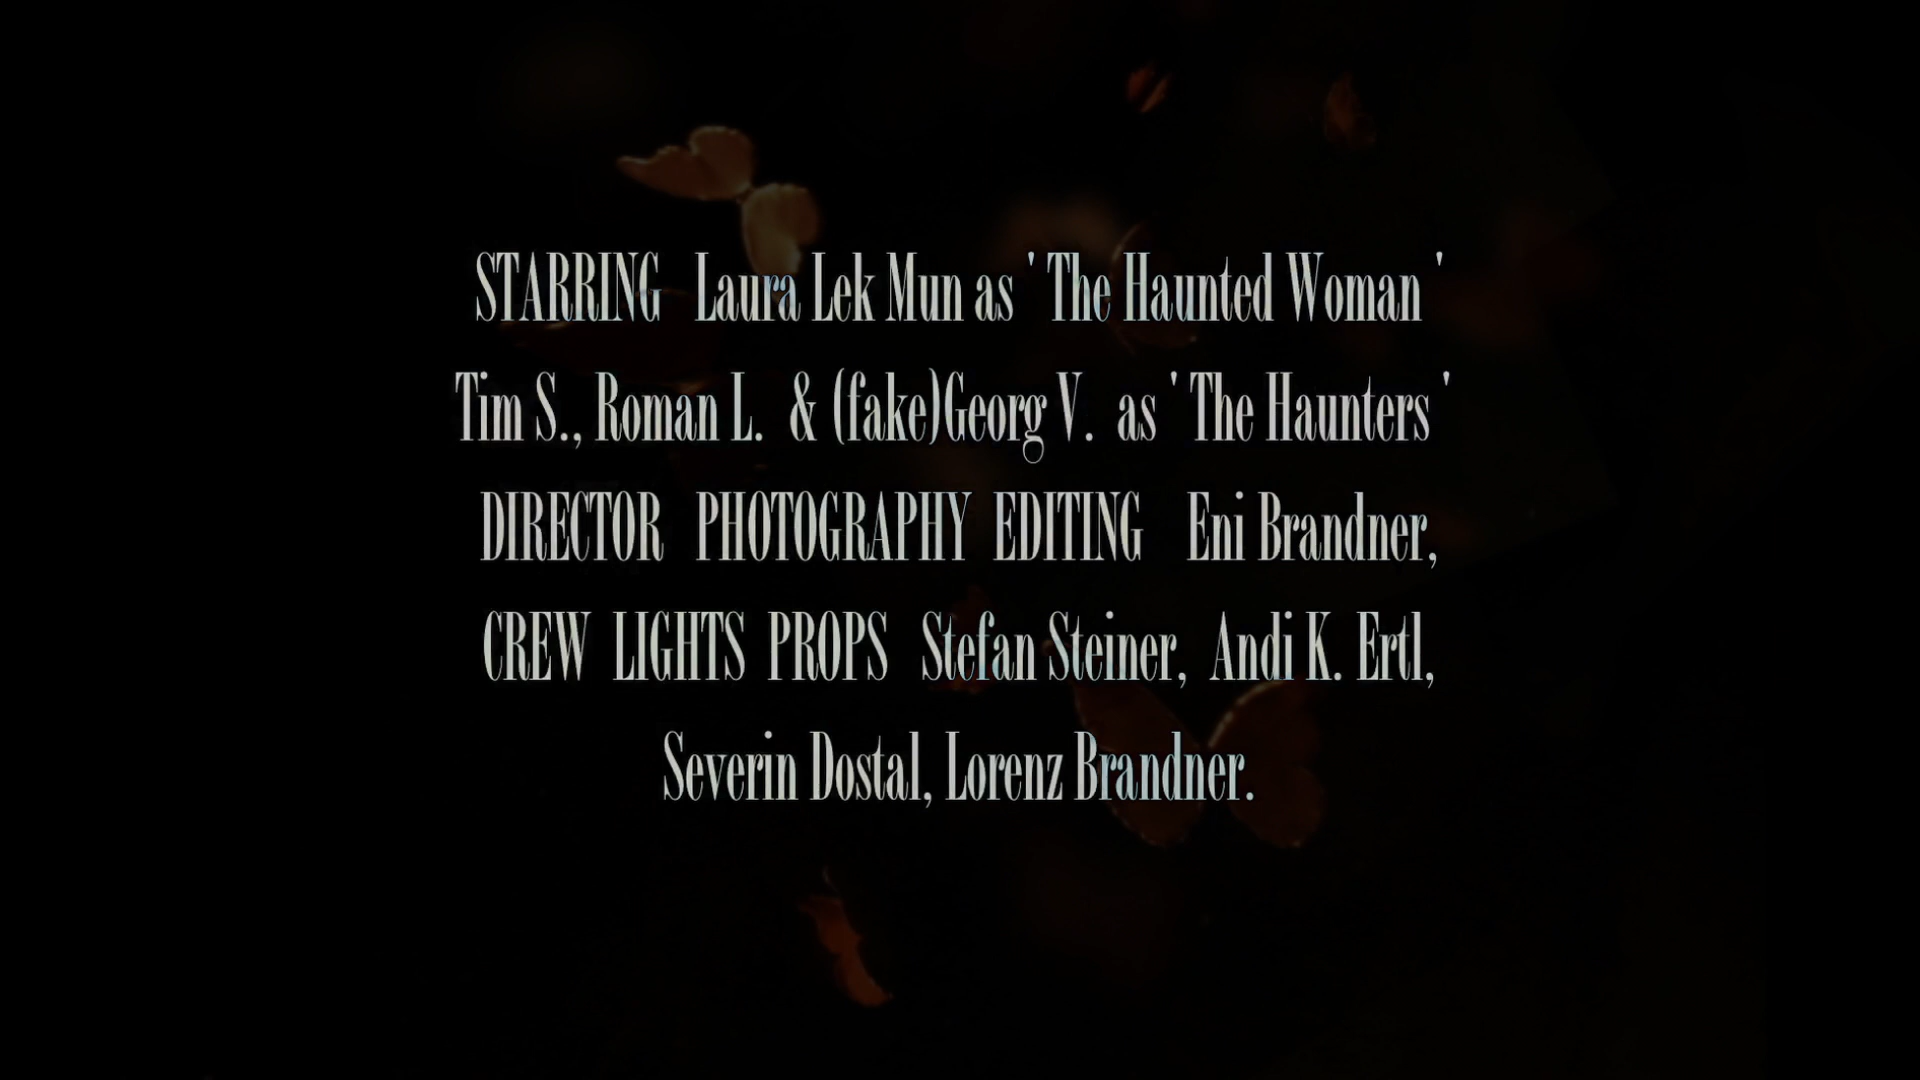 STARRING Laura Lek Mun as ' The Haunted Woman '
Tim S., Roman L. & (fake)Georg V. as ' The Haunters '
DIRECTOR PHOTOGRAPHY EDITING Eni Brandner,
CREW LIGHTS PROPS Stefan Steiner, Andi K. Ertl,
Severin Dostal, Lorenz Brandner.